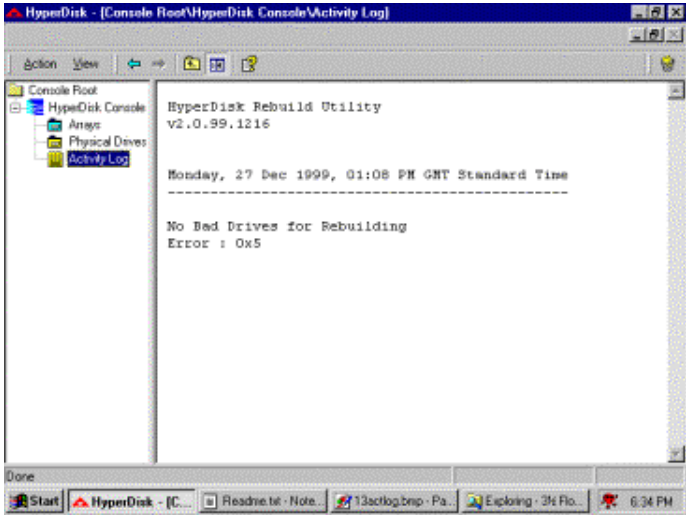 HyperDisk - [Console Root\HyperDisk Console\Activity Log]
Action View
Console Root
HyperDisk Console
Arrays
Physical Drives
Activity Log
HyperDisk Rebuild Utility
v2.0.99.1216
Monday, 27 Dec 1999, 01:08 PM GMT Standard Time
------------------------------------------------
No Bad Drives for Rebuilding
Error : 0x5
Done
Start HyperDisk - [C... Readme.txt - Note... 13actlog.bmp - Pa... Exploring - 3½ Flo... 6:34 PM